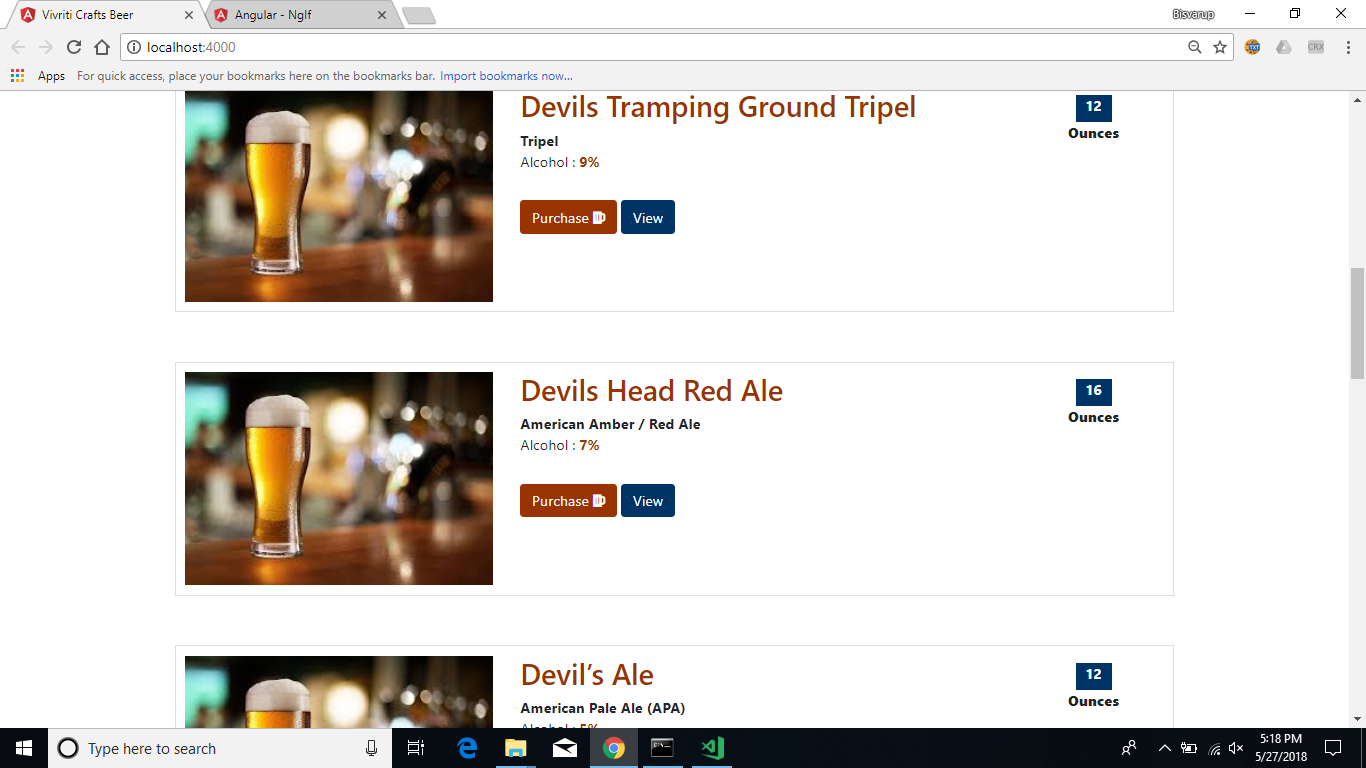 Vivriti Crafts Beer
Angular - NgIf
Bisvarup
localhost:4000
TXT
CRX
Apps
For quick access, place your bookmarks here on the bookmarks bar. Import bookmarks now...
Devils Tramping Ground Tripel
12
Ounces
Tripel
Alcohol : 9%
Purchase
View
Devils Head Red Ale
16
Ounces
American Amber / Red Ale
Alcohol : 7%
Purchase
View
Devil’s Ale
12
Ounces
American Pale Ale (APA)
Alcohol : 5%
Type here to search
5:18 PM
5/27/2018